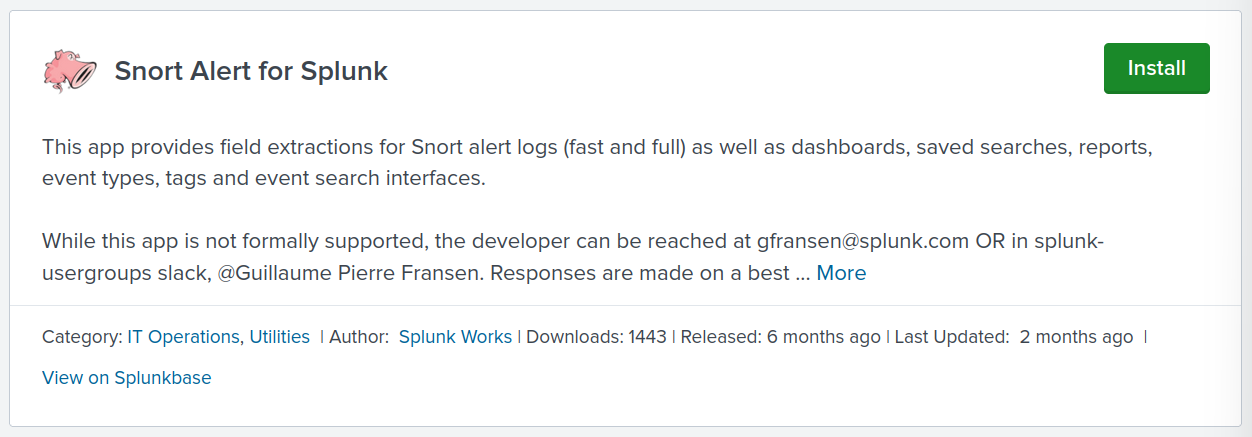 Snort Alert for Splunk
Install
This app provides field extractions for Snort alert logs (fast and full) as well as dashboards, saved searches, reports,
event types, tags and event search interfaces.
While this app is not formally supported, the developer can be reached at gfransen@splunk.com OR in splunk-
usergroups slack, @Guillaume Pierre Fransen. Responses are made on a best ... More
Category: IT Operations, Utilities | Author: Splunk Works | Downloads: 1443 | Released: 6 months ago | Last Updated: 2 months ago |
View on Splunkbase